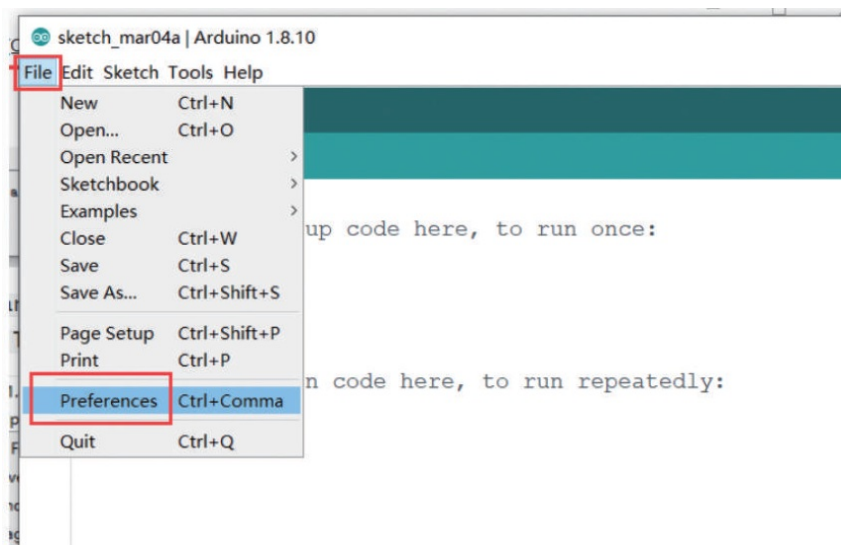 sketch_mar04a | Arduino 1.8.10
File Edit Sketch Tools Help
New Ctrl+N
Open... Ctrl+O
Open Recent >
Sketchbook >
Examples >
Close Ctrl+W
up code here, to run once:
Save Ctrl+S
Save As... Ctrl+Shift+S
Page Setup Ctrl+Shift+P
Print Ctrl+P
n code here, to run repeatedly:
Preferences Ctrl+Comma
Quit Ctrl+Q